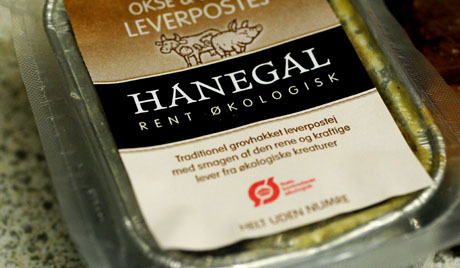 OKSE &
LEVERPOSTEJ
HANEGAL
RENT ØKOLOGISK
Traditionel grovhakket leverpostej
med smagen af den rene og kraftige
lever fra økologiske kreaturer
Ø
HELT UDEN NUMRE